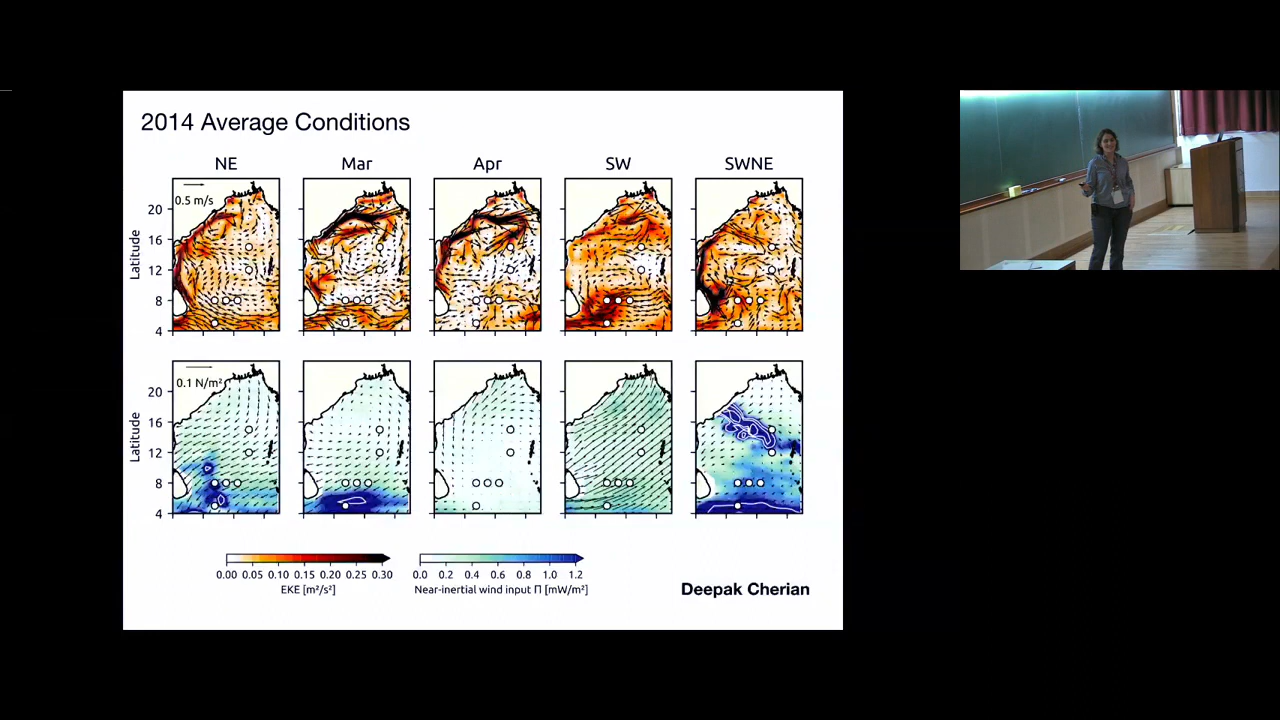 2014 Average Conditions
NE Mar Apr SW SWNE
0.5 m/s
20
16
12
8
4
Latitude
0.1 N/m²
20
16
12
8
4
Latitude
0.00 0.05 0.10 0.15 0.20 0.25 0.30
EKE [m²/s²]
0.0 0.2 0.4 0.6 0.8 1.0 1.2
Near-inertial wind input Π [mW/m²]
Deepak Cherian